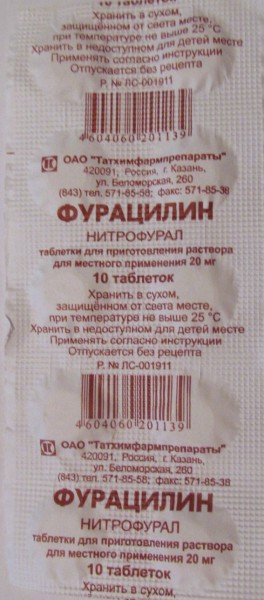 10 таблеток
Хранить в сухом,
защищённом от света месте,
при температуре не выше 25 °С
Хранить в недоступном для детей месте
Применять согласно инструкции
Отпускается без рецепта
Р. № ЛС-001911
4604060201139
ОАО "Татхимфармпрепараты"
420091, Россия, г. Казань,
ул. Беломорская, 260
(843) тел. 571-85-58; факс: 571-85-38
ФУРАЦИЛИН
НИТРОФУРАЛ
таблетки для приготовления раствора
для местного применения 20 мг
10 таблеток
Хранить в сухом,
защищённом от света месте,
при температуре не выше 25 °С
Хранить в недоступном для детей месте
Применять согласно инструкции
Отпускается без рецепта
Р. № ЛС-001911
4604060201139
ОАО "Татхимфармпрепараты"
420091, Россия, г. Казань,
ул. Беломорская, 260
(843) тел. 571-85-58; факс: 571-85-38
ФУРАЦИЛИН
НИТРОФУРАЛ
таблетки для приготовления раствора
для местного применения 20 мг
10 таблеток
Хранить в сухом,